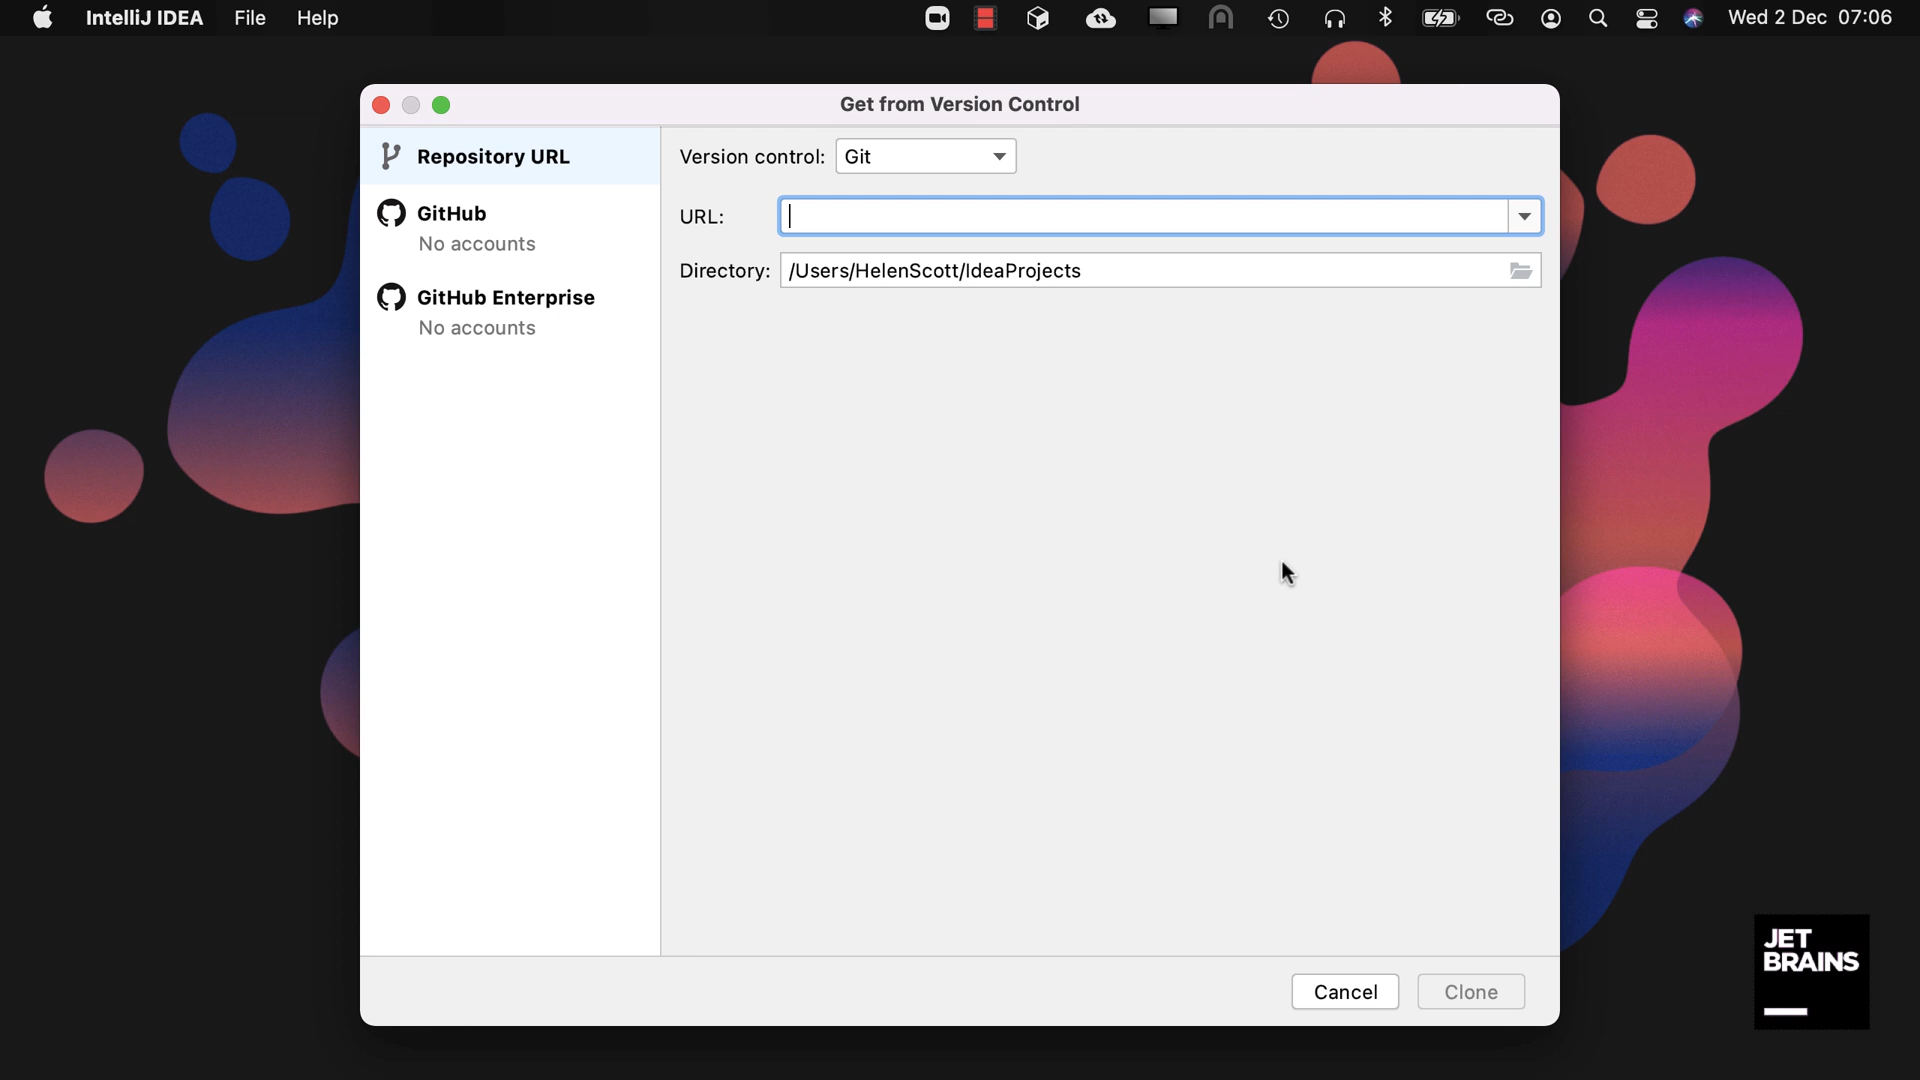 IntelliJ IDEA File Help Wed 2 Dec 07:06
Get from Version Control
Repository URL
GitHub
No accounts
GitHub Enterprise
No accounts
Version control: Git
URL:
Directory: /Users/HelenScott/IdeaProjects
Cancel Clone
JET
BRAINS